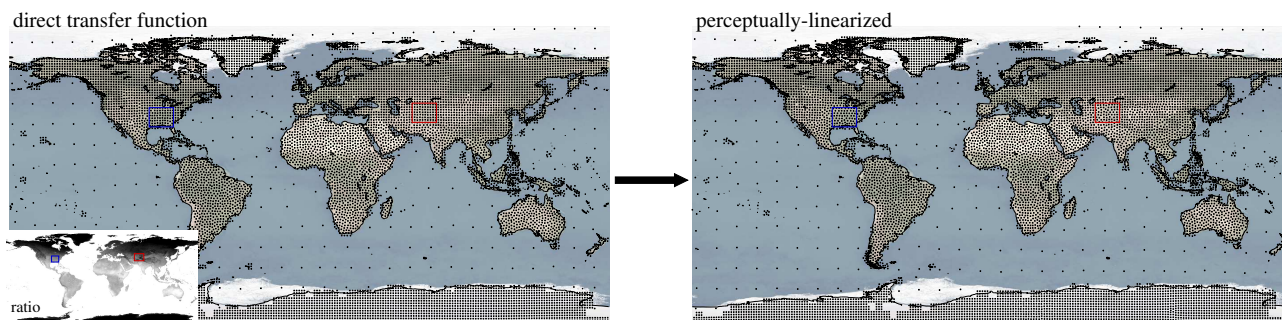 direct transfer function
perceptually-linearized
ratio